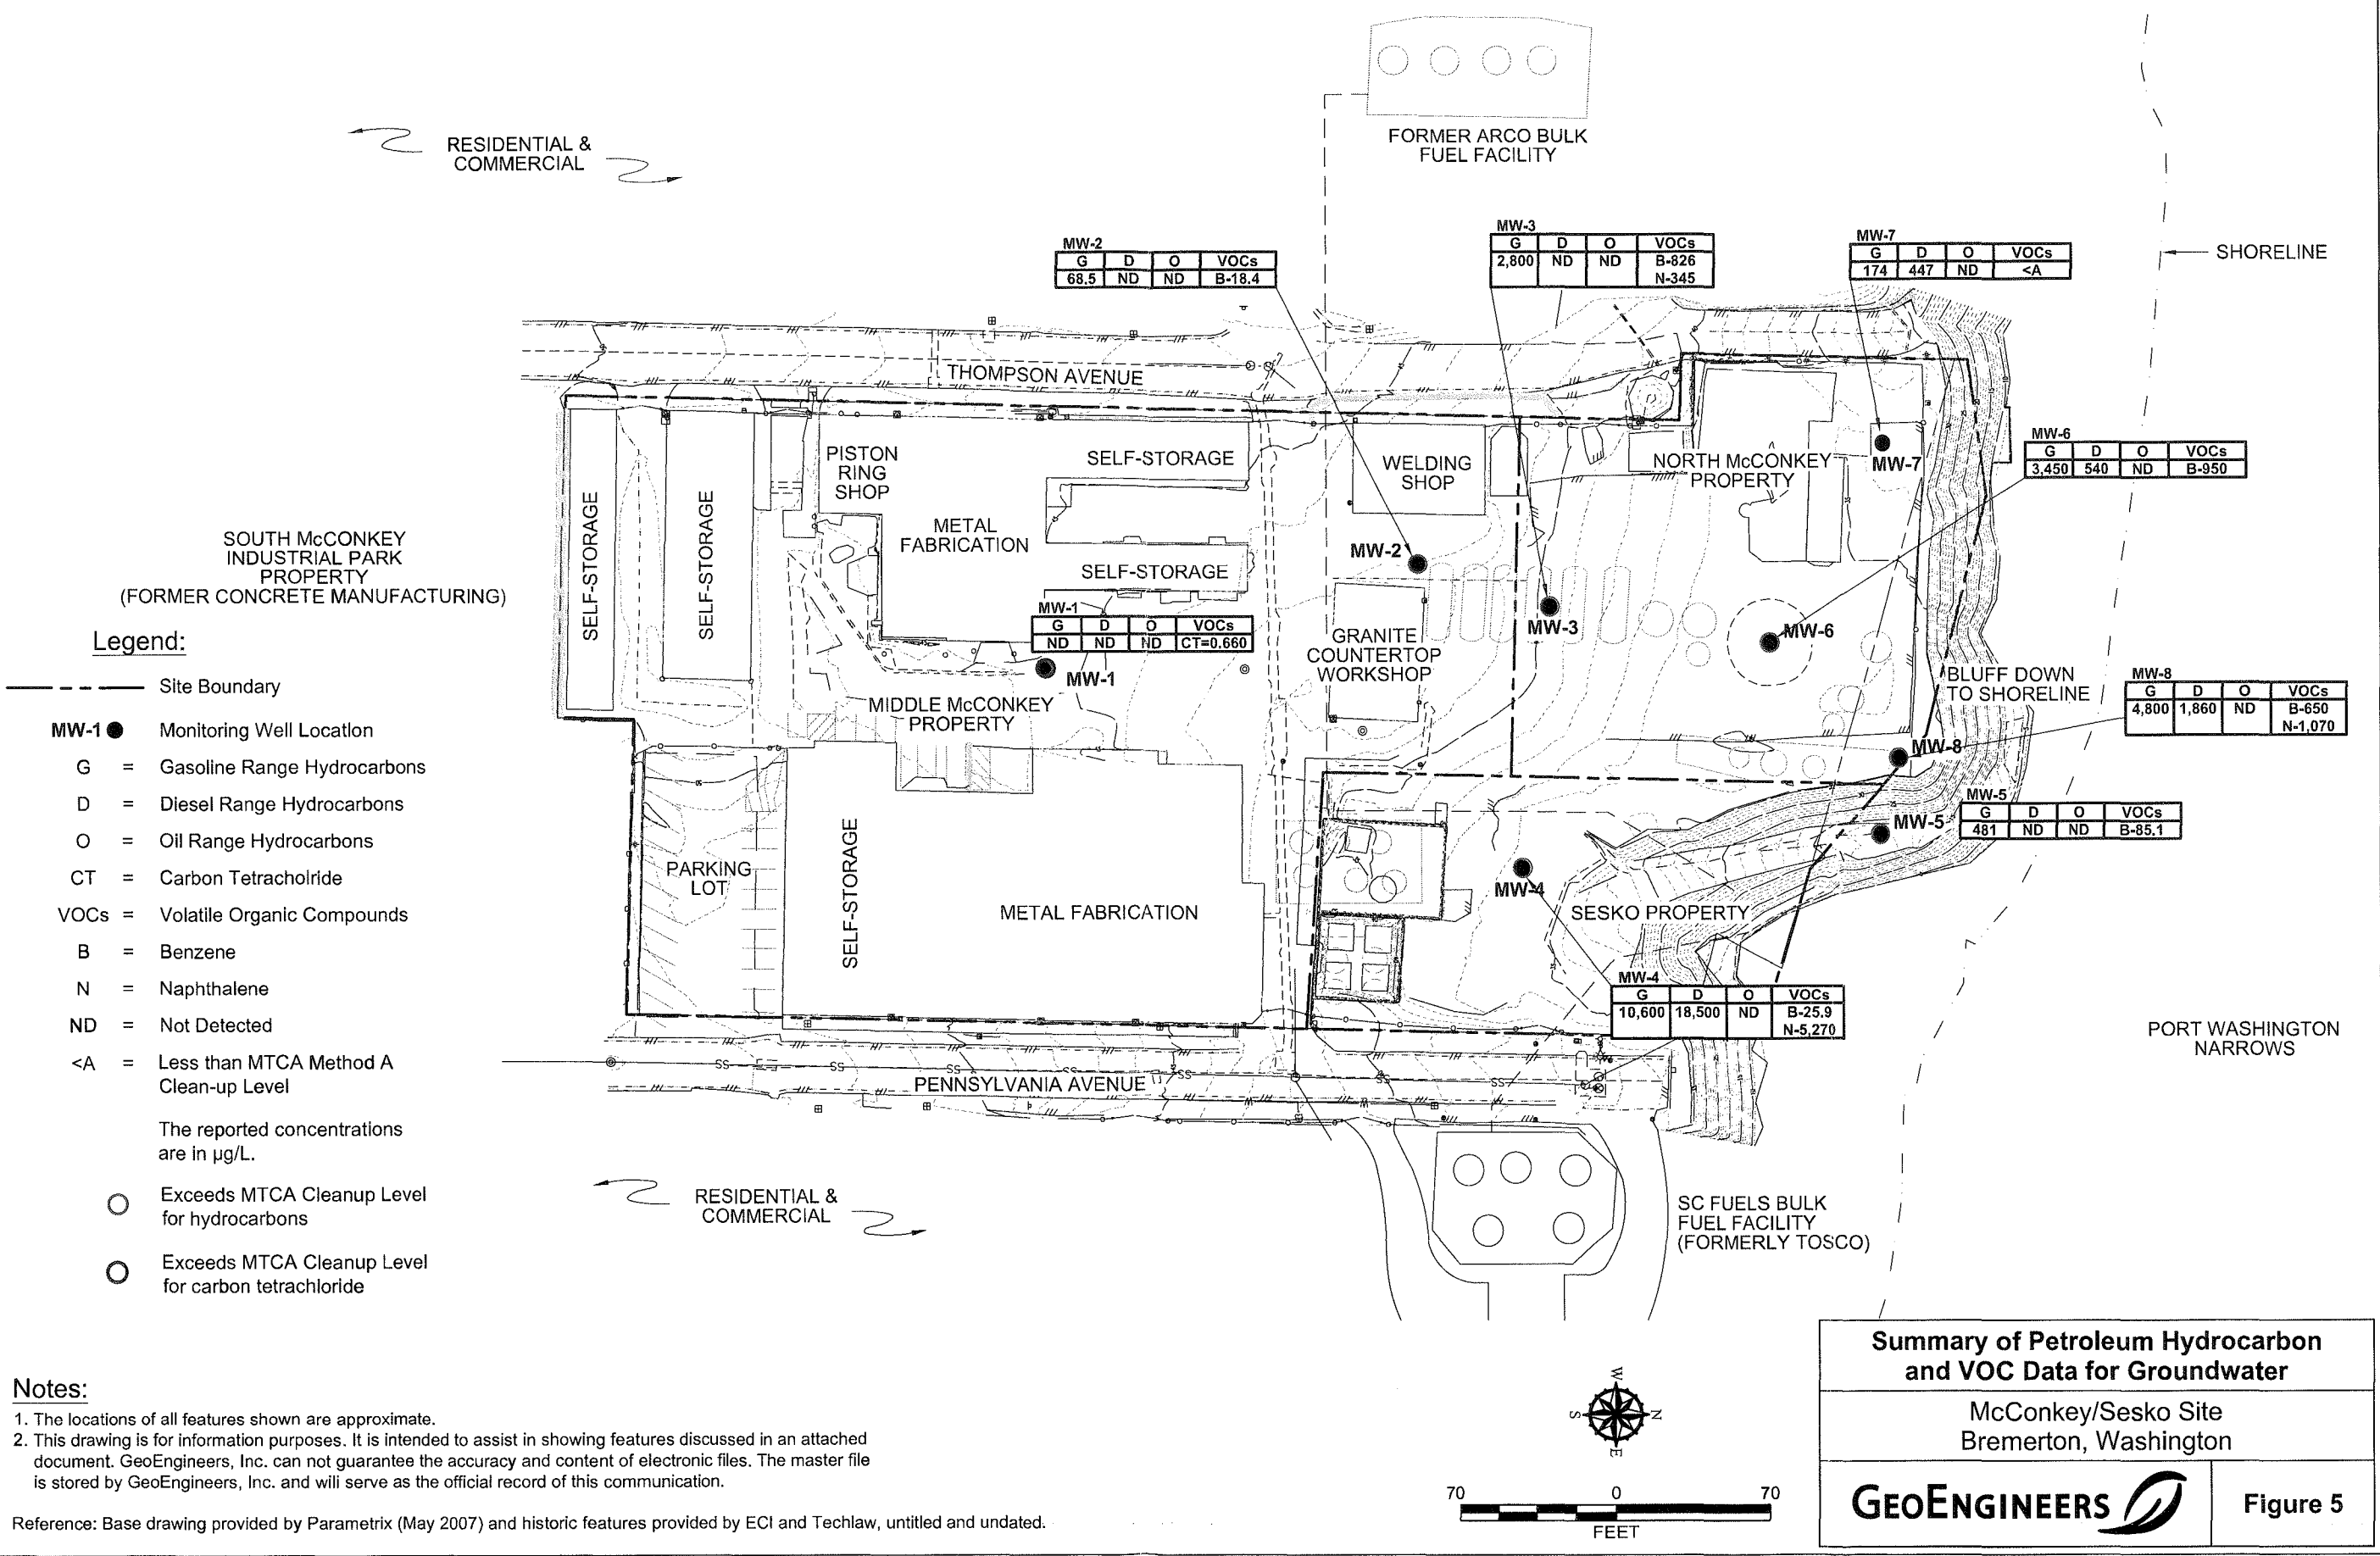 RESIDENTIAL &
COMMERCIAL
FORMER ARCO BULK
FUEL FACILITY
SHORELINE
MW-2
G D O VOCs
68.5 ND ND B-18.4
MW-3
G D O VOCs
2,800 ND ND B-826
N-345
MW-7
G D O VOCs
174 447 ND <A
MW-6
G D O VOCs
3,450 540 ND B-950
THOMPSON AVENUE
PISTON
RING
SHOP
SELF-STORAGE
WELDING
SHOP
NORTH McCONKEY
PROPERTY
MW-7
SELF-STORAGE
SELF-STORAGE
METAL
FABRICATION
SELF-STORAGE
MW-2
MW-3
MW-6
MW-1
G D O VOCs
ND ND ND CT=0.660
MW-1
GRANITE
COUNTERTOP
WORKSHOP
MIDDLE McCONKEY
PROPERTY
BLUFF DOWN
TO SHORELINE
MW-8
G D O VOCs
4,800 1,860 ND B-650
N-1,070
MW-8
MW-5
G D O VOCs
481 ND ND B-85.1
MW-5
SOUTH McCONKEY
INDUSTRIAL PARK
PROPERTY
(FORMER CONCRETE MANUFACTURING)
PARKING
LOT
SELF-STORAGE
METAL FABRICATION
MW-4
SESKO PROPERTY
MW-4
G D O VOCs
10,600 18,500 ND B-25.9
N-5,270
PORT WASHINGTON
NARROWS
SS SS SS SS SS SS
PENNSYLVANIA AVENUE
RESIDENTIAL &
COMMERCIAL
SC FUELS BULK
FUEL FACILITY
(FORMERLY TOSCO)
Legend:
Site Boundary
MW-1 Monitoring Well Location
G = Gasoline Range Hydrocarbons
D = Diesel Range Hydrocarbons
O = Oil Range Hydrocarbons
CT = Carbon Tetracholride
VOCs = Volatile Organic Compounds
B = Benzene
N = Naphthalene
ND = Not Detected
<A = Less than MTCA Method A
Clean-up Level
The reported concentrations
are in µg/L.
Exceeds MTCA Cleanup Level
for hydrocarbons
Exceeds MTCA Cleanup Level
for carbon tetrachloride
Notes:
1. The locations of all features shown are approximate.
2. This drawing is for information purposes. It is intended to assist in showing features discussed in an attached
document. GeoEngineers, Inc. can not guarantee the accuracy and content of electronic files. The master file
is stored by GeoEngineers, Inc. and will serve as the official record of this communication.
Reference: Base drawing provided by Parametrix (May 2007) and historic features provided by ECI and Techlaw, untitled and undated.
W
S N
E
70 0 70
FEET
Summary of Petroleum Hydrocarbon
and VOC Data for Groundwater
McConkey/Sesko Site
Bremerton, Washington
GEOENGINEERS
Figure 5